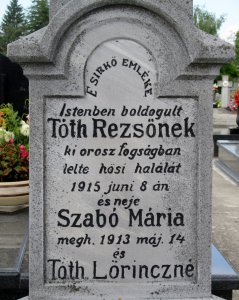 E SIRKŐ EMLÉKE
Istenben boldogult
Tóth Rezsőnek
ki orosz fogságban
lelte hősi halálát
1915 juni 8 án
és neje
Szabó Mária
megh. 1913 máj. 14
és
Tóth Lőrinczné